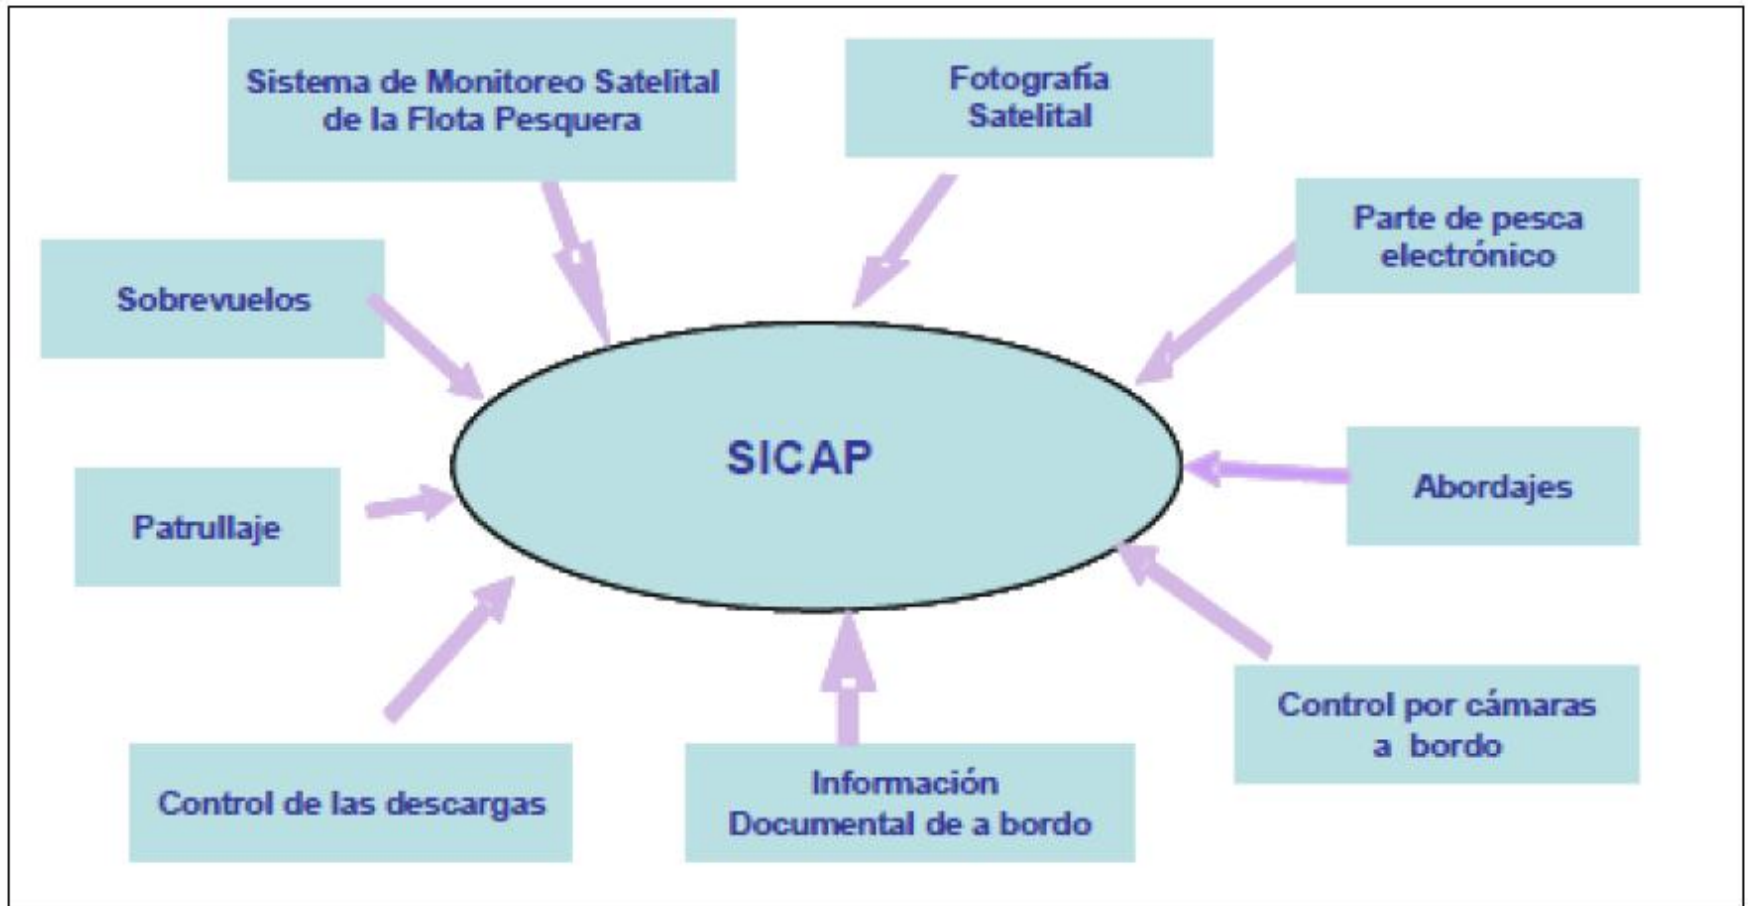 Sistema de Monitoreo Satelital
de la Flota Pesquera
Fotografía
Satelital
Parte de pesca
electrónico
Sobrevuelos
SICAP
Abordajes
Patrullaje
Control por cámaras
a bordo
Control de las descargas
Información
Documental de a bordo